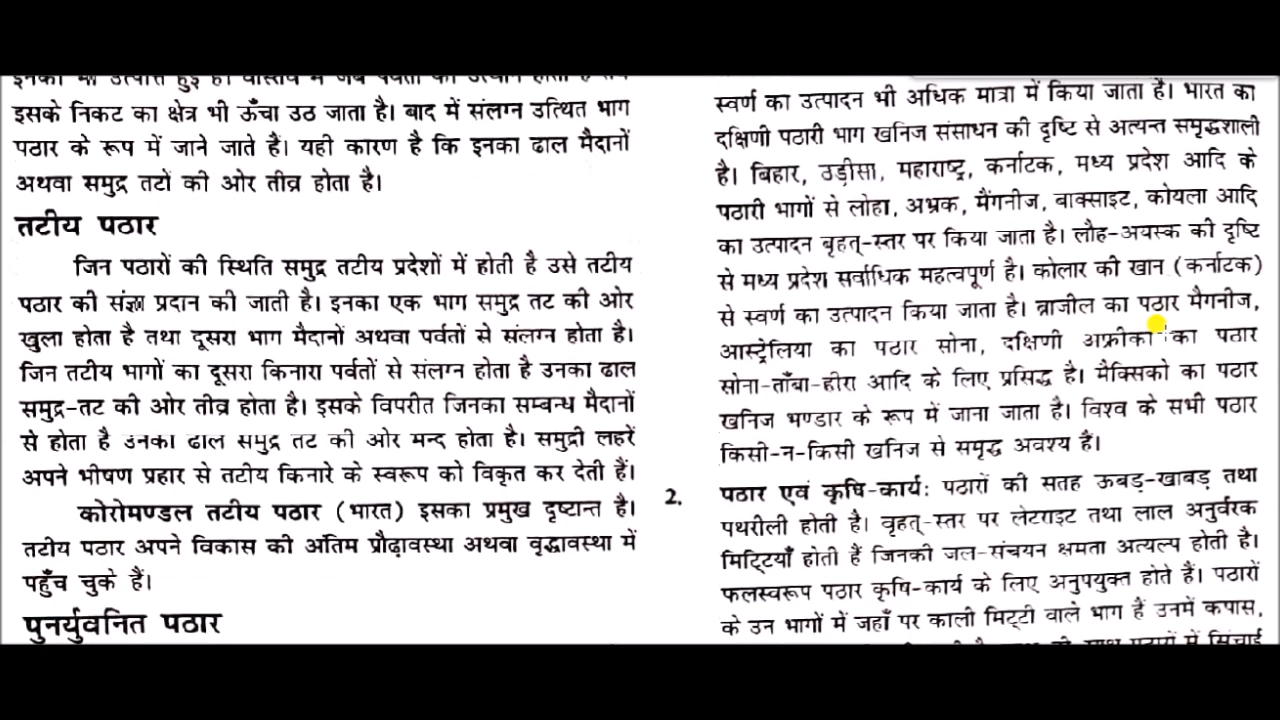 इसके निकट का क्षेत्र भी ऊँचा उठ जाता है। बाद में संलग्न उत्थित भाग
पठार के रूप में जाने जाते हैं। यही कारण है कि इनका ढाल मैदानों
अथवा समुद्र तटों की ओर तीव्र होता है।
तटीय पठार
जिन पठारों की स्थिति समुद्र तटीय प्रदेशों में होती है उसे तटीय
पठार की संज्ञा प्रदान की जाती है। इनका एक भाग समुद्र तट की ओर
खुला होता है तथा दूसरा भाग मैदानों अथवा पर्वतों से संलग्न होता है।
जिन तटीय भागों का दूसरा किनारा पर्वतों से संलग्न होता है उनका ढाल
समुद्र-तट की ओर तीव्र होता है। इसके विपरीत जिनका सम्बन्ध मैदानों
से होता है उनका ढाल समुद्र तट की ओर मन्द होता है। समुद्री लहरें
अपने भीषण प्रहार से तटीय किनारे के स्वरूप को विकृत कर देती हैं।
कोरोमण्डल तटीय पठार (भारत) इसका प्रमुख दृष्टान्त है।
तटीय पठार अपने विकास की अंतिम प्रौढ़ावस्था अथवा वृद्धावस्था में
पहुँच चुके हैं।
पुनर्युवनित पठार
स्वर्ण का उत्पादन भी अधिक मात्रा में किया जाता है। भारत का
दक्षिणी पठारी भाग खनिज संसाधन की दृष्टि से अत्यन्त समृद्धशाली
है। बिहार, उड़ीसा, महाराष्ट्र, कर्नाटक, मध्य प्रदेश आदि के
पठारी भागों से लोहा, अभ्रक, मैंगनीज, बाक्साइट, कोयला आदि
का उत्पादन बृहत्-स्तर पर किया जाता है। लौह-अयस्क की दृष्टि
से मध्य प्रदेश सर्वाधिक महत्वपूर्ण है। कोलार की खान (कर्नाटक)
से स्वर्ण का उत्पादन किया जाता है। ब्राजील का पठार मैगनीज,
आस्ट्रेलिया का पठार सोना, दक्षिणी अफ्रीका का पठार
सोना-ताँबा-हीरा आदि के लिए प्रसिद्ध है। मैक्सिको का पठार
खनिज भण्डार के रूप में जाना जाता है। विश्व के सभी पठार
किसी-न-किसी खनिज से समृद्ध अवश्य हैं।
2. पठार एवं कृषि-कार्य: पठारों की सतह ऊबड़-खाबड़ तथा
पथरीली होती है। वृहत्-स्तर पर लेटराइट तथा लाल अनुर्वरक
मिट्टियाँ होती हैं जिनकी जल-संचयन क्षमता अत्यल्प होती है।
फलस्वरूप पठार कृषि-कार्य के लिए अनुपयुक्त होते हैं। पठारों
के उन भागों में जहाँ पर काली मिट्टी वाले भाग हैं उनमें कपास,